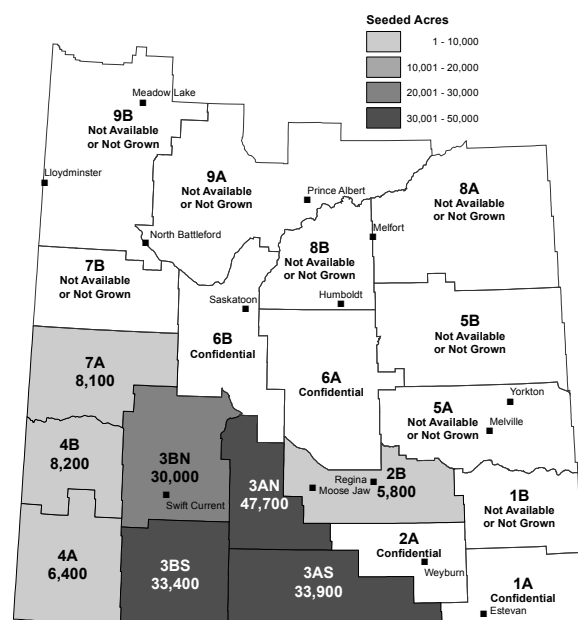 Seeded Acres
1 - 10,000
10,001 - 20,000
20,001 - 30,000
30,001 - 50,000
Meadow Lake
9B
Not Available
or Not Grown
Lloydminster
9A
Not Available
or Not Grown
Prince Albert
8A
Not Available
or Not Grown
North Battleford
Melfort
8B
Not Available
or Not Grown
7B
Not Available
or Not Grown
Saskatoon
Humboldt
6B
Confidential
5B
Not Available
or Not Grown
7A
8,100
6A
Confidential
Yorkton
5A
Not Available
or Not Grown
Melville
4B
8,200
3BN
30,000
Swift Current
3AN
47,700
2B
5,800
Regina
Moose Jaw
1B
Not Available
or Not Grown
4A
6,400
3BS
33,400
2A
Confidential
Weyburn
3AS
33,900
1A
Confidential
Estevan